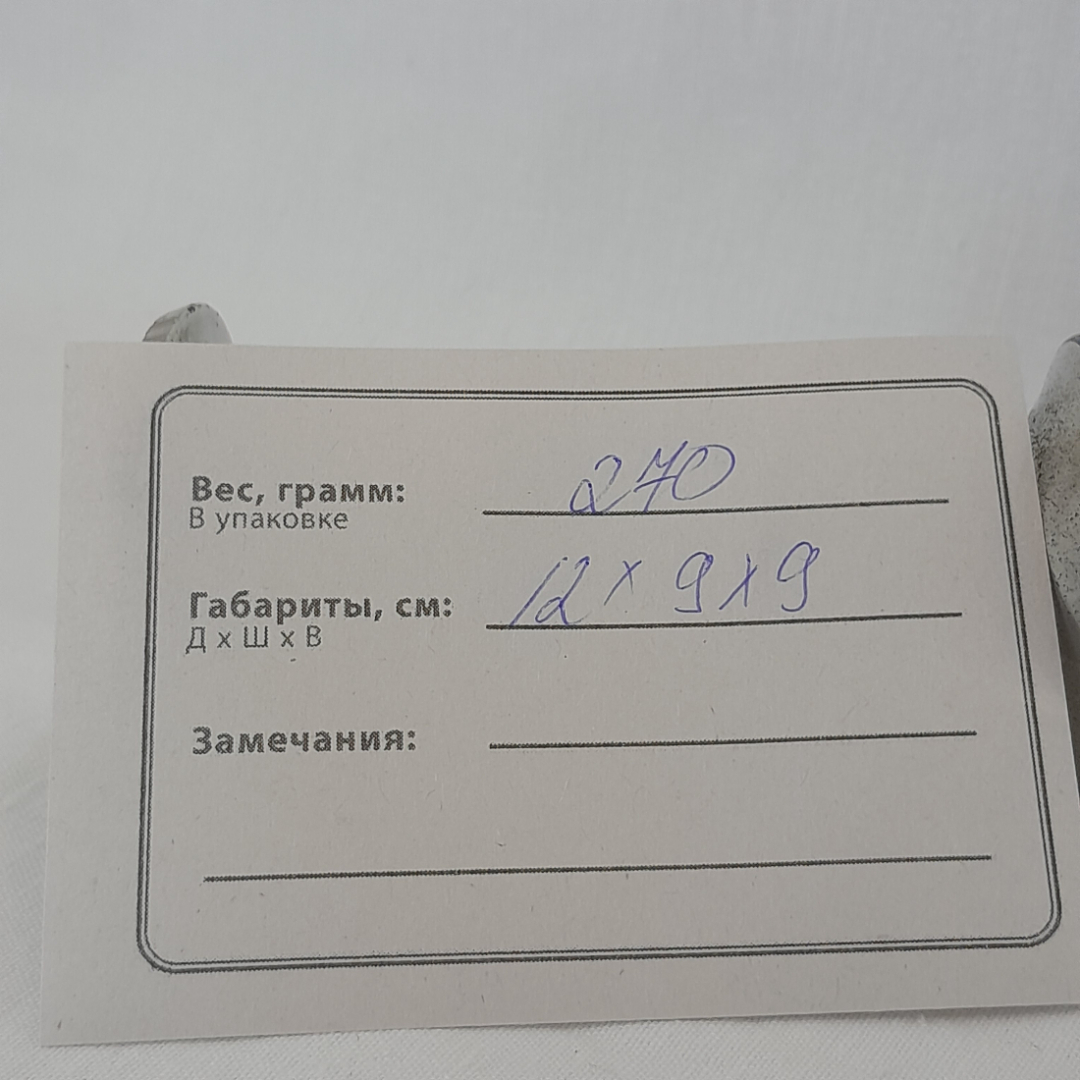 Вес, грамм: 270
В упаковке
Габариты, см: 12 х 9 х 9
Д х Ш х В
Замечания: